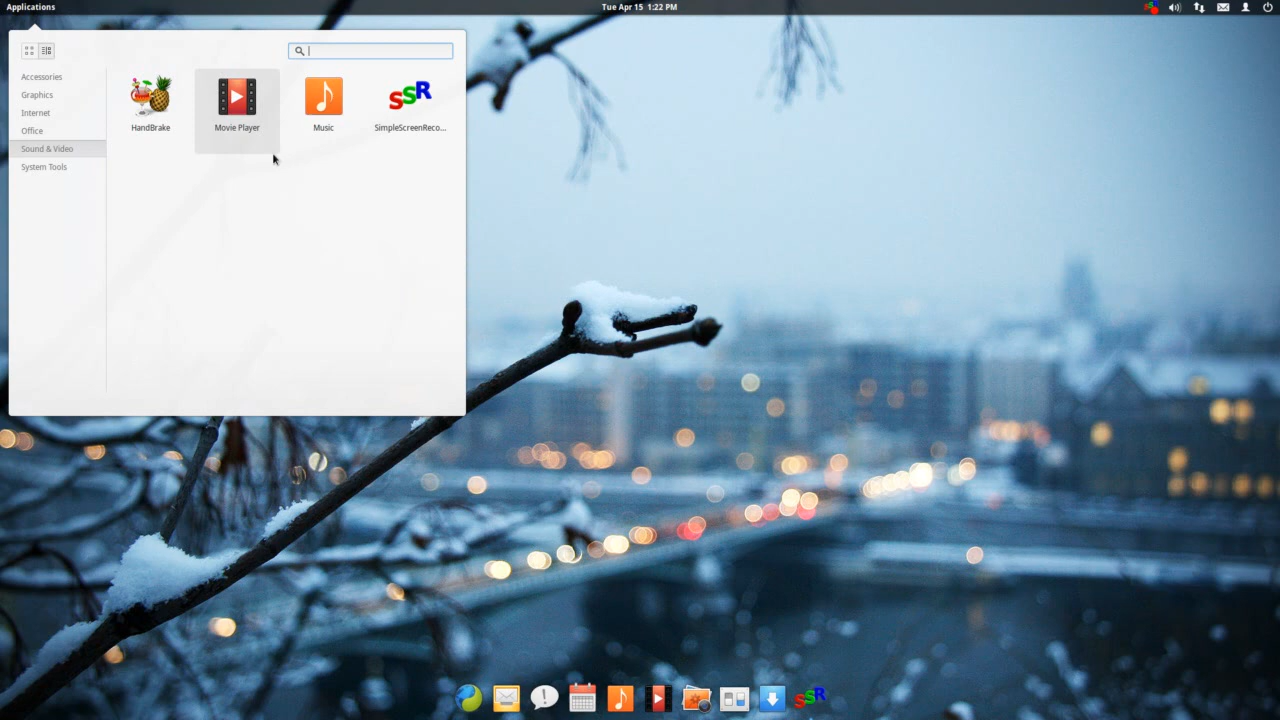 Applications
Tue Apr 15 1:22 PM
Accessories
Graphics
Internet
Office
Sound & Video
System Tools
SSR
HandBrake
Movie Player
Music
SimpleScreenReco...
SSR